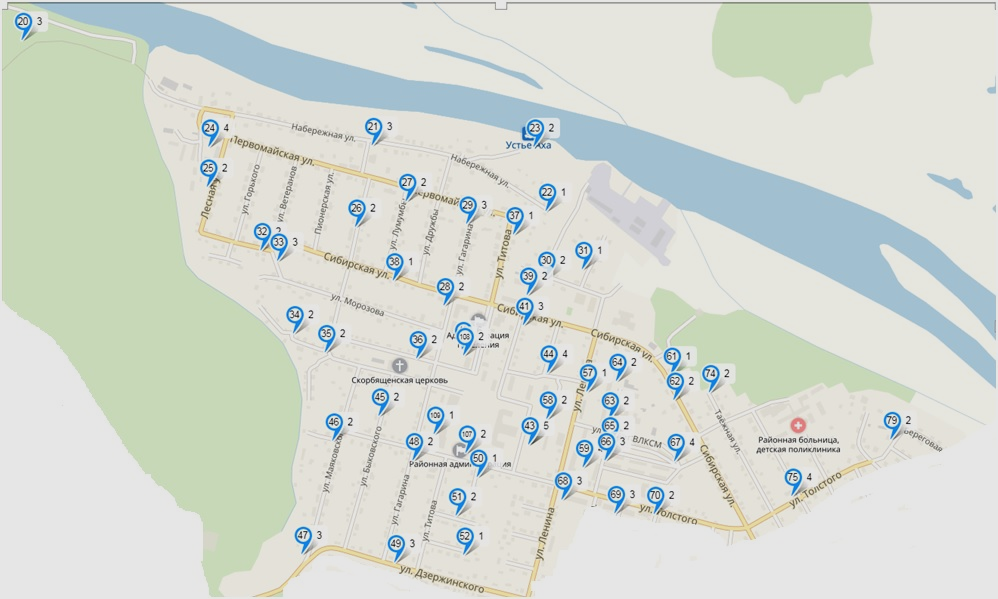 20 3
24 4
Набережная ул.
21 3
23 2
Устье-Яха
Первомайская ул.
Набережная ул.
25 2
Лесная
ул. Горького
ул. Ветеранов
Пионерская ул.
27 2
22 1
26 2
ул. Лумумбы
ул. Дружбы
29 3
37 1
ул. Гагарина
ул. Титова
32 2
33 3
Сибирская ул.
38 1
30 2
31 1
39 2
28 2
ул. Морозова
34 2
41 3
Сибирская ул.
35 2
36 2
108 2
Сибирская ул.
44 4
64 2
61 1
Скорбященская церковь
57 1
62 2
74 2
45 2
58 2
63 2
ул. Ленина
Таёжная ул.
46 2
109 1
43 5
65 2
79 2
Береговая
Районная больница,
детская поликлиника
107 2
48 2
66 3
ВЛКСМ
67 4
59
50 1
Сибирская ул.
ул. Маяковского
ул. Быковского
ул. Гагарина
ул. Титова
51 2
68 3
69 3
70 2
75 4
ул. Толстого
ул. Толстого
47 3
49 3
52 1
ул. Ленина
ул. Дзержинского